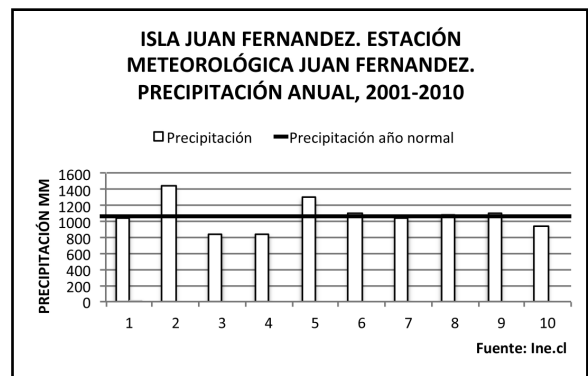 ISLA JUAN FERNANDEZ. ESTACIÓN
METEOROLÓGICA JUAN FERNANDEZ.
PRECIPITACIÓN ANUAL, 2001-2010
Precipitación Precipitación año normal
PRECIPITACIÓN MM
1600
1400
1200
1000
800
600
400
200
0
1 2 3 4 5 6 7 8 9 10
Fuente: Ine.cl